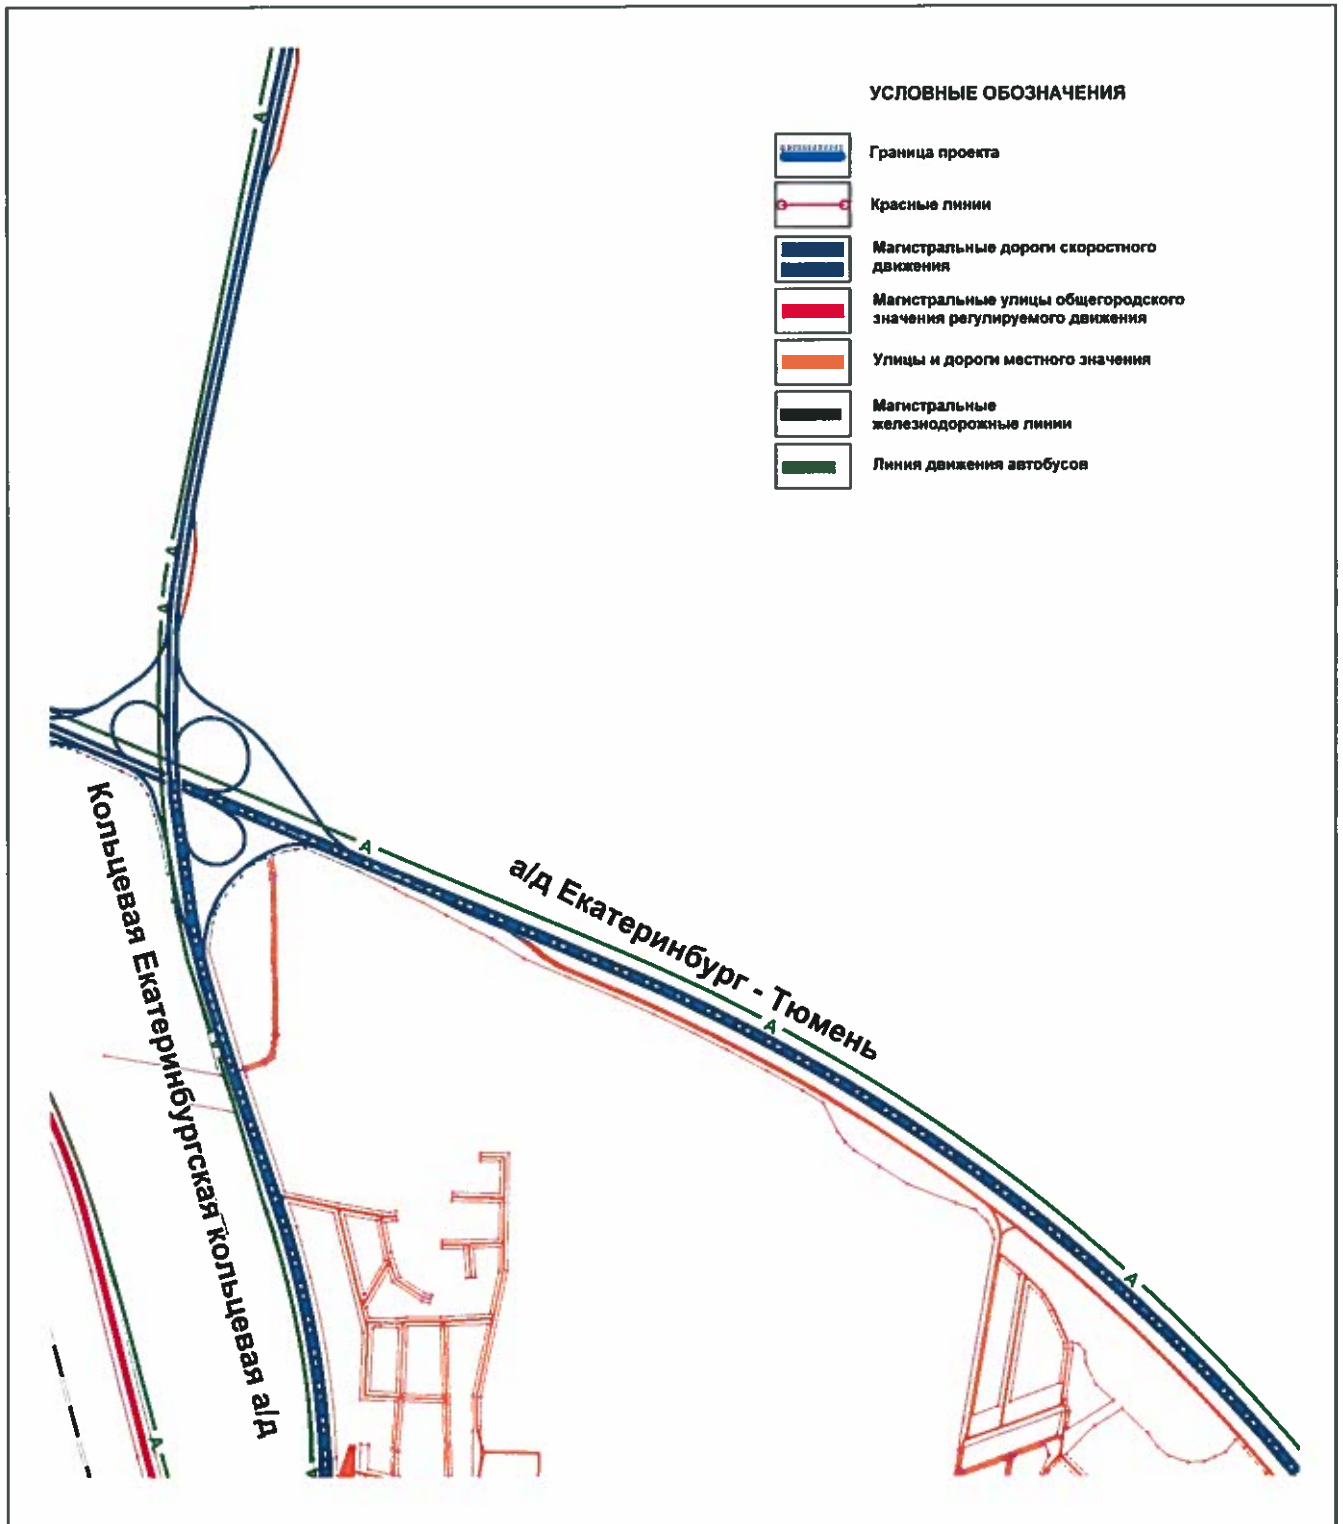 УСЛОВНЫЕ ОБОЗНАЧЕНИЯ
Граница проекта
Красные линии
Магистральные дороги скоростного
движения
Магистральные улицы общегородского
значения регулируемого движения
Улицы и дороги местного значения
Магистральные
железнодорожные линии
Линия движения автобусов
А
А
А
А
а/д Екатеринбург - Тюмень
А
А
Кольцевая Екатеринбургская кольцевая а/д
А
А